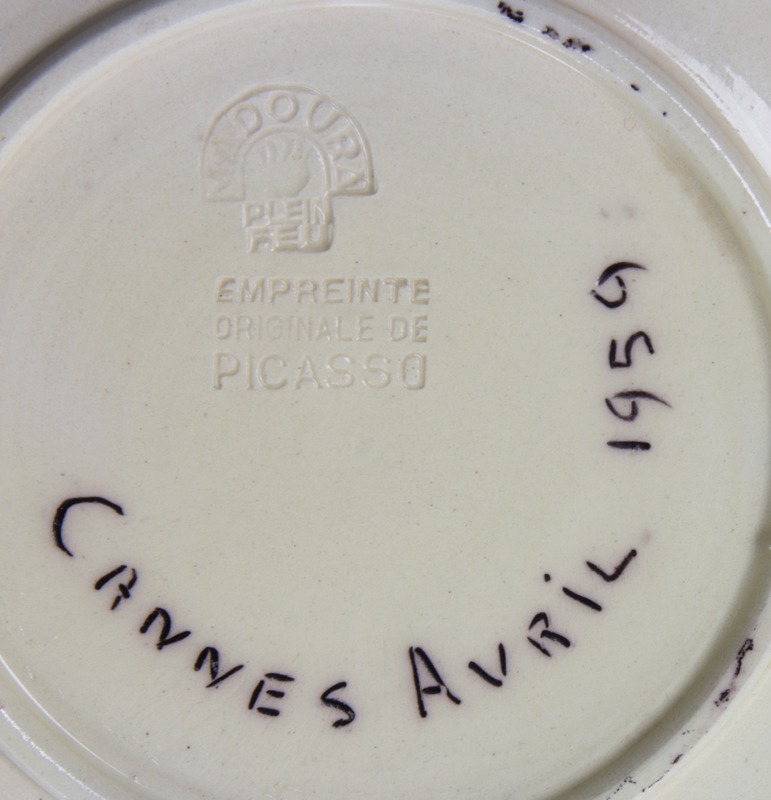 MADOURA
PLEIN
FEU
EMPREINTE
ORIGINALE DE
PICASSO
CANNES AVRIL 1959